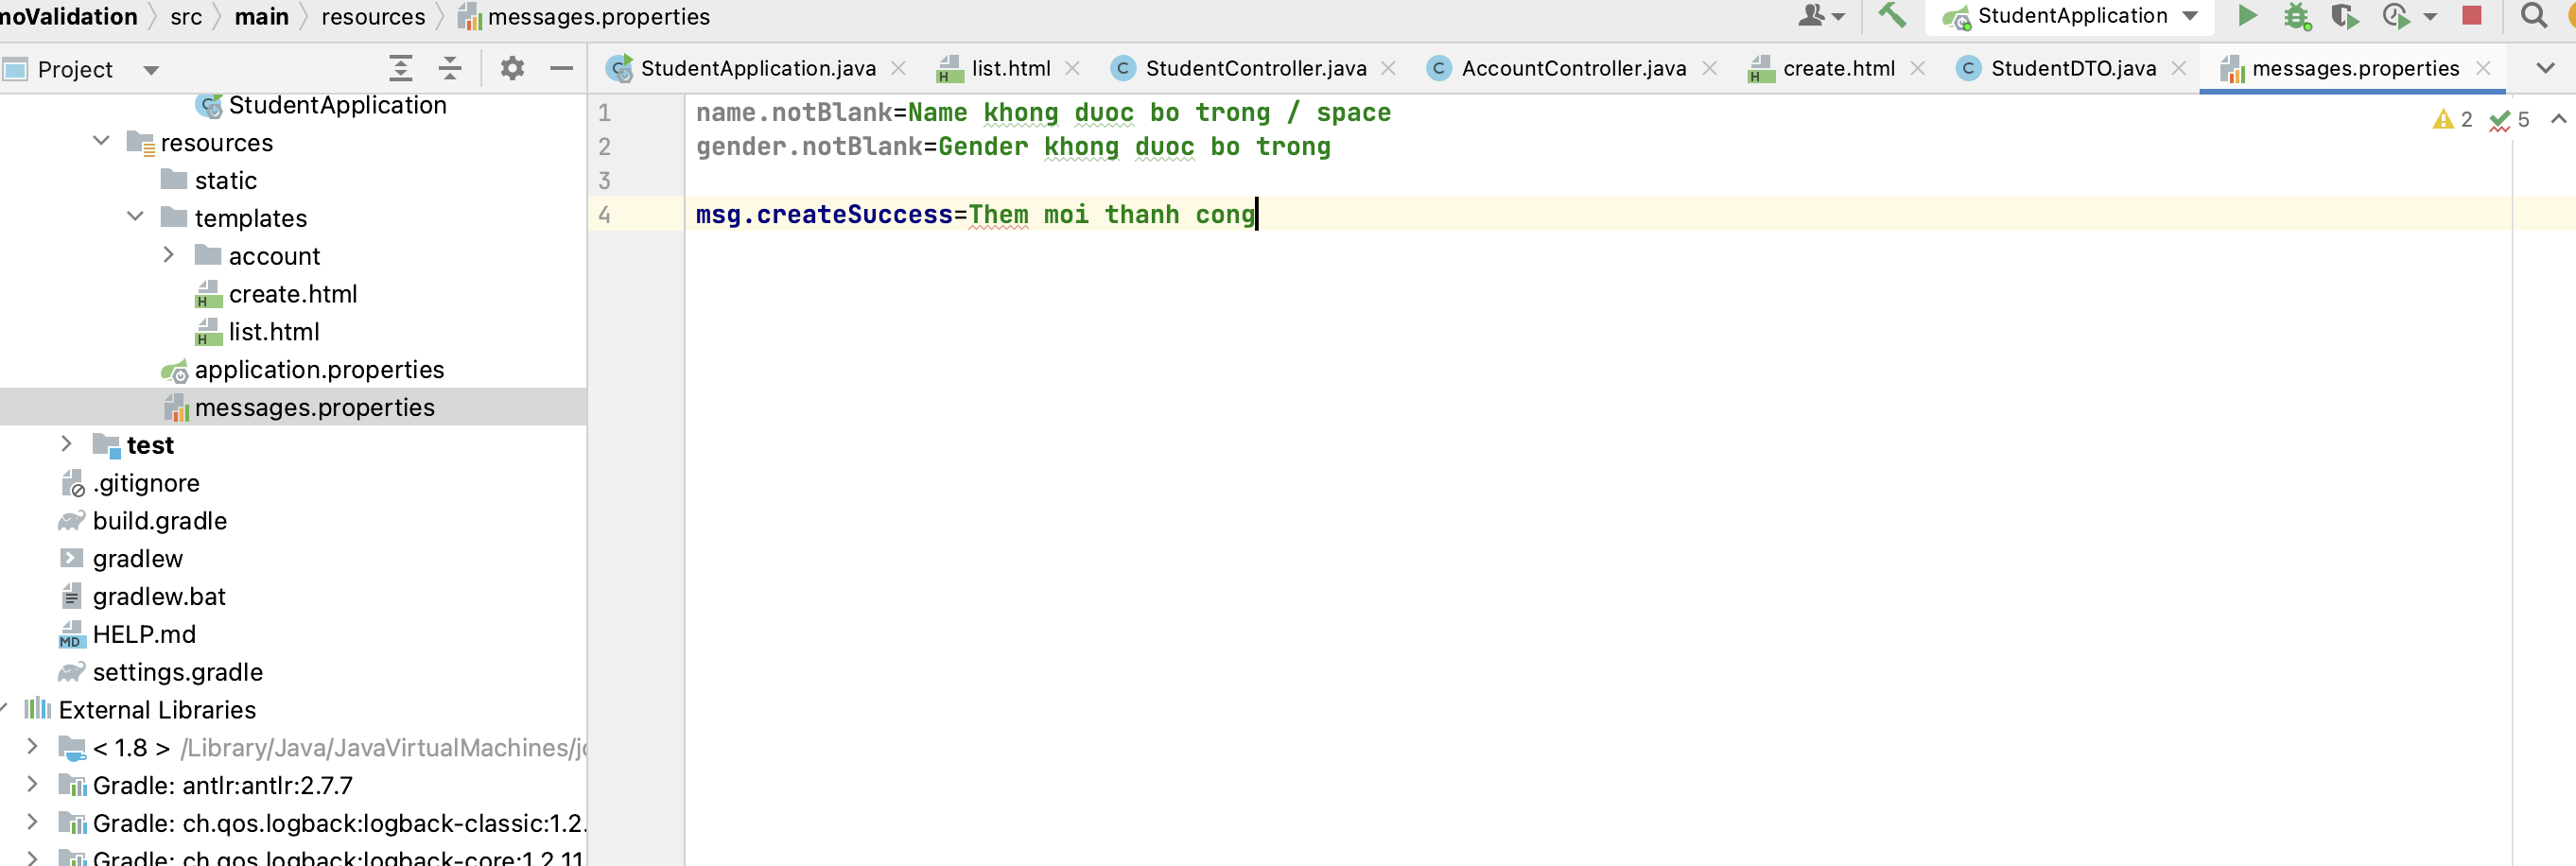 moValidation src main resources messages.properties
StudentApplication
Project
StudentApplication.java list.html StudentController.java AccountController.java create.html StudentDTO.java messages.properties
StudentApplication
resources
static
templates
account
create.html
list.html
application.properties
messages.properties
test
.gitignore
build.gradle
gradlew
gradlew.bat
HELP.md
settings.gradle
External Libraries
< 1.8 > /Library/Java/JavaVirtualMachines/jc
Gradle: antlr:antlr:2.7.7
Gradle: ch.qos.logback:logback-classic:1.2.
Gradle: ch.qos.logback:logback-core:1.2.11
1 name.notBlank=Name khong duoc bo trong / space
2 gender.notBlank=Gender khong duoc bo trong
3
4 msg.createSuccess=Them moi thanh cong
2 5